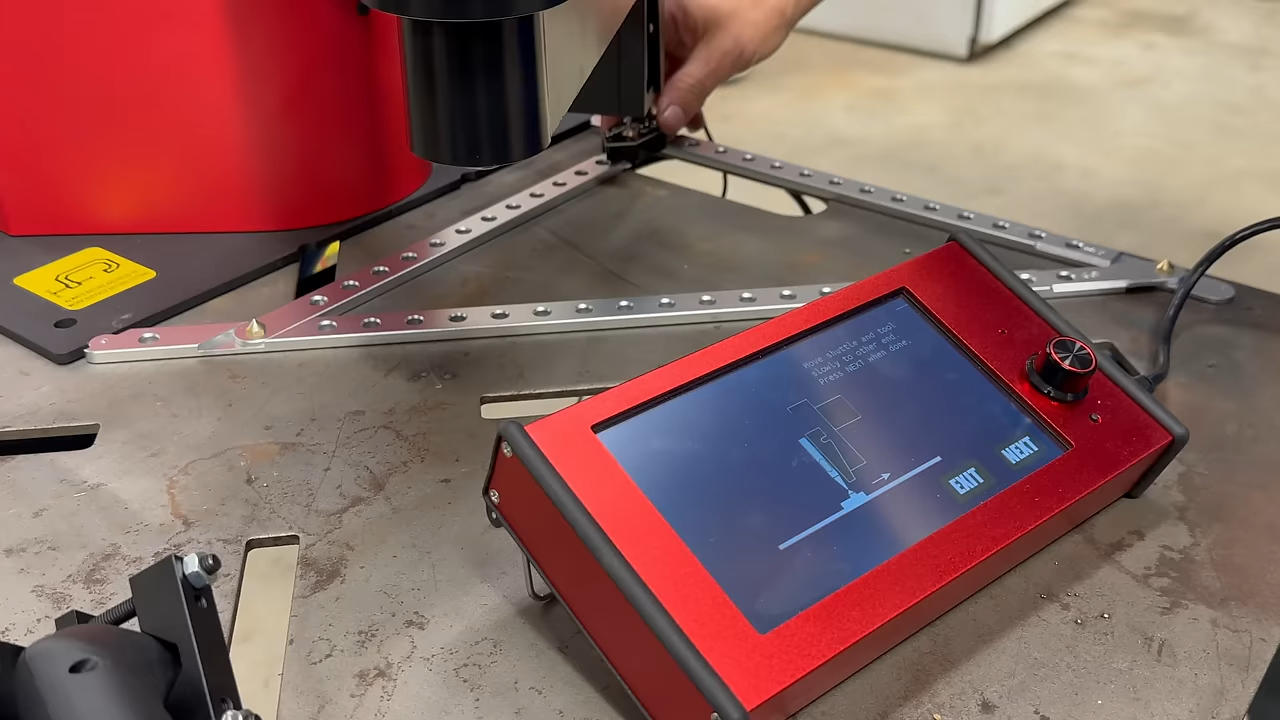 Move shuttle and tool
slowly to other end.
Press NEXT when done.
EXIT
NEXT